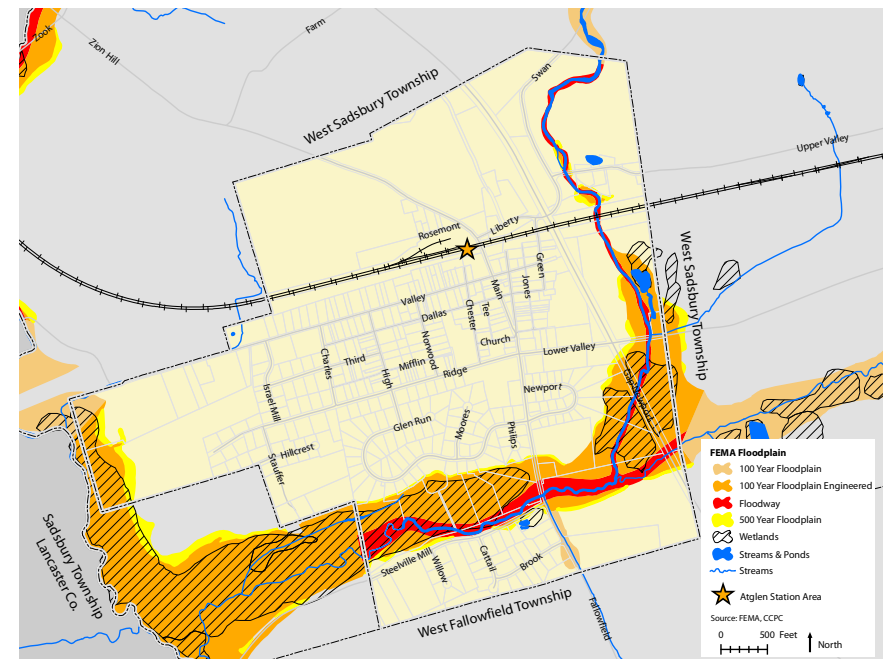 Zook
Zion Hill
Farm
Swan
West Sadsbury Township
Upper Valley
Rosemont
Liberty
Green
West Sadsbury Township
Valley
Main
Jones
Tee
Chester
Dallas
Norwood
Church
Lower Valley
Charles
Third
Mifflin
High
Ridge
Israel Mill
Newport
Glen Run
Moores
Philips
Hillcrest
Stauffer
Sadsbury Township
Lancaster Co.
Steelville Mill
Willow
Cattail
Brook
West Fallowfield Township
Fallowfield
FEMA Floodplain
100 Year Floodplain
100 Year Floodplain Engineered
Floodway
500 Year Floodplain
Wetlands
Streams & Ponds
Streams
Atglen Station Area
Source: FEMA, CCPC
0 500 Feet
North